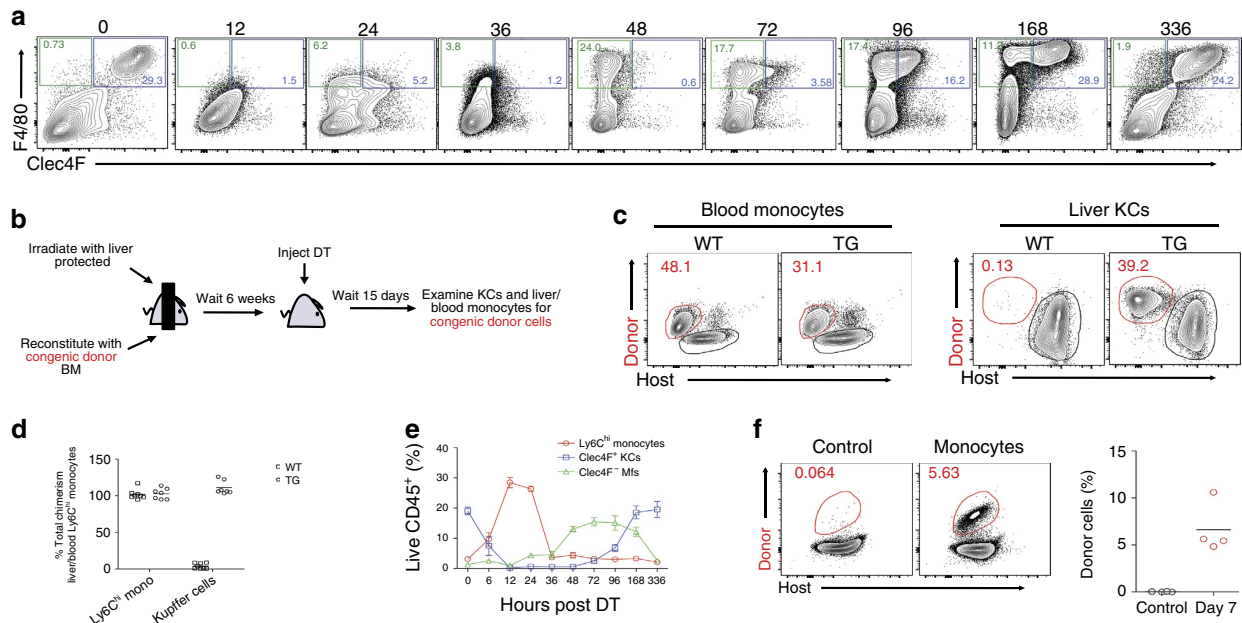 a
0 12 24 36 48 72 96 168 336
0.73 29.3 0.6 1.5 6.2 5.2 3.8 1.2 24.0 0.6 17.7 3.58 17.4 16.2 28.9 1.9 24.2
F4/80
Clec4F
b
Irradiate with liver
protected
Reconstitute with
congenic donor
BM
Wait 6 weeks
Inject DT
Wait 15 days
Examine KCs and liver/
blood monocytes for
congenic donor cells
c
Blood monocytes
Liver KCs
WT TG WT TG
48.1 31.1 0.13 39.2
Donor
Host
Donor
Host
d
% Total chimerism
liver/blood Ly6Chi monocytes
150
100
50
0
WT
TG
Ly6Chi mono
Kupffer cells
e
Live CD45+ (%)
40
30
20
10
0
Ly6Chi monocytes
Clec4F+ KCs
Clec4F− Mfs
0 6 12 24 36 48 72 96 168 336
Hours post DT
f
Control Monocytes
0.064 5.63
Donor
Host
Donor cells (%)
15
10
5
0
Control Day 7